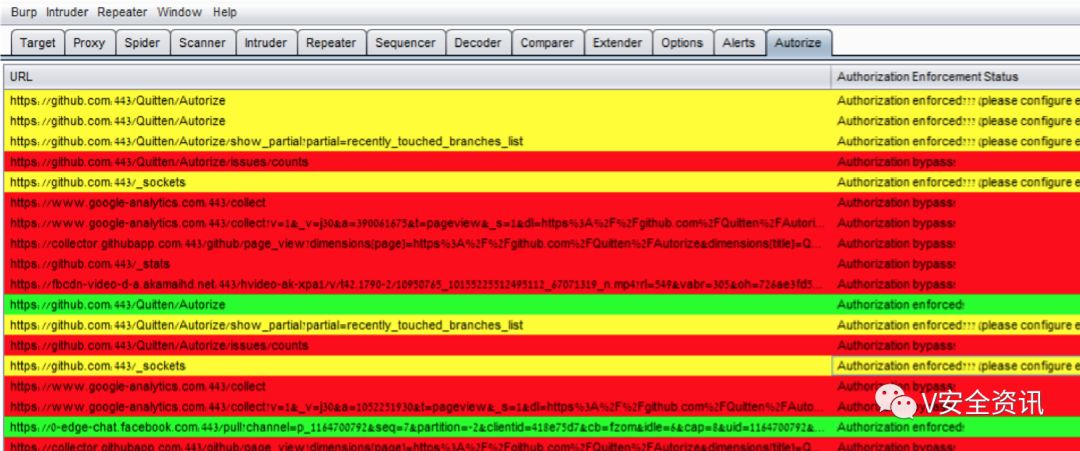 Burp Intruder Repeater Window Help
Target Proxy Spider Scanner Intruder Repeater Sequencer Decoder Comparer Extender Options Alerts Autorize
URL Authorization Enforcement Status
https://github.com:443/Quitten/Autorize Authorization enforced??? (please configure e
https://github.com:443/Quitten/Autorize Authorization enforced??? (please configure e
https://github.com:443/Quitten/Autorize/show_partial?partial=recently_touched_branches_list Authorization enforced??? (please configure e
https://github.com:443/Quitten/Autorize/issues/counts Authorization bypass!
https://github.com:443/_sockets Authorization enforced??? (please configure e
https://www.google-analytics.com:443/collect Authorization bypass!
https://www.google-analytics.com:443/collect?v=1&_v=j30&a=390061675&t=pageview&_s=1&dl=https%3A%2F%2Fgithub.com%2FQuitten%2FAutori... Authorization bypass!
https://collector.githubapp.com:443/github/page_view?dimensions[page]=https%3A%2F%2Fgithub.com%2FQuitten%2FAutorize&dimensions[title]=Q... Authorization bypass!
https://github.com:443/_stats Authorization bypass!
https://fbcdn-video-d-a.akamaihd.net:443/hvideo-ak-xpa1/v/t42.1790-2/10950765_10155225512495112_67071319_n.mp4?rl=549&vabr=305&oh=726ae3fd5... Authorization bypass!
https://github.com:443/Quitten/Autorize Authorization enforced!
https://github.com:443/Quitten/Autorize/show_partial?partial=recently_touched_branches_list Authorization enforced??? (please configure e
https://github.com:443/Quitten/Autorize/issues/counts Authorization bypass!
https://github.com:443/_sockets Authorization enforced??? (please configure e
https://www.google-analytics.com:443/collect Authorization bypass!
https://www.google-analytics.com:443/collect?v=1&_v=j30&a=1052251930&t=pageview&_s=1&dl=https%3A%2F%2Fgithub.com%2FQuitten%2FAuto... Authorization bypass!
https://0-edge-chat.facebook.com:443/pull?channel=p_1164700792&seq=7&partition=-2&clientid=418e75d7&cb=fzom&idle=6&cap=8&uid=1164700792&... Authorization enforced!
https://collector.githubapp.com:443/github/page_view?dimensions[page]=https%3A%2F%2Fgithub.com%2FQuitten%2FAutorize&dimensions[title]=Q... Authorization bypass!
V安全资讯